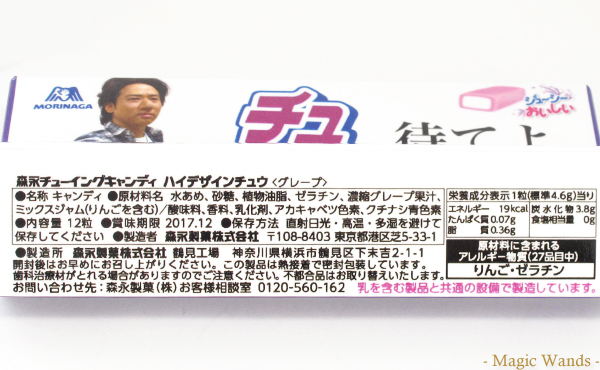 MORINAGA
チュ
待てよ
ジューシーで
おいしい
森永チューイングキャンディ ハイデザインチュウ〈グレープ〉
●名称 キャンディ ●原材料名 水あめ、砂糖、植物油脂、ゼラチン、濃縮グレープ果汁、
ミックスジャム(りんごを含む)/酸味料、香料、乳化剤、アカキャベツ色素、クチナシ青色素
●内容量 12粒 ●賞味期限 2017.12 ●保存方法 直射日光・高温・多湿を避けて
保存してください ●製造者 森永製菓株式会社 〒108-8403 東京都港区芝5-33-1
●製造所 森永製菓株式会社 鶴見工場 神奈川県横浜市鶴見区下末吉2-1-1
開封後はお早めにお召し上がりください。この製品は熱接着で密封包装しています。
歯科治療材がとれる場合がありますのでご注意ください。不都合品はお取り替えいたします。
お問い合わせ先：森永製菓(株)お客様相談室 0120-560-162
栄養成分表示1粒(標準4.6g)当り
エネルギー 19kcal 炭水化物 3.8g
たんぱく質 0.07g 食塩相当量 0g
脂質 0.36g
原材料に含まれる
アレルギー物質(27品目中)
りんご・ゼラチン
乳を含む製品と共通の設備で製造しています。
- Magic Wands -